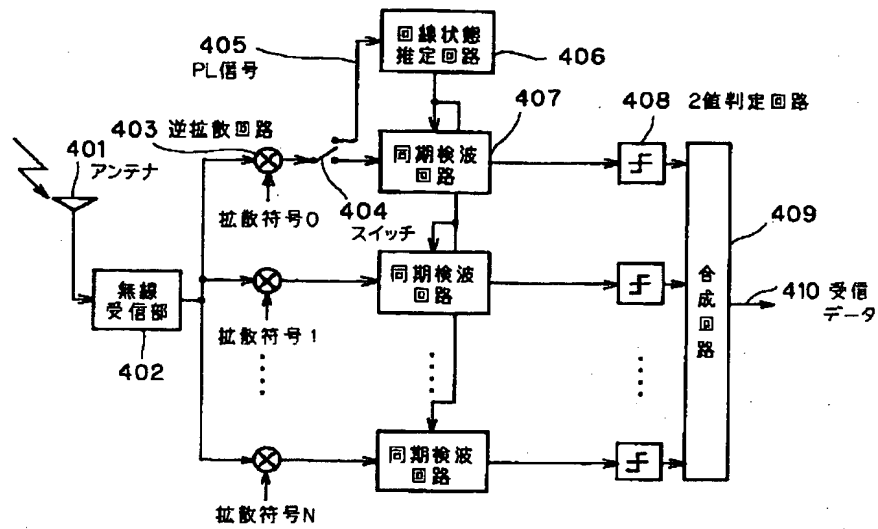 405
PL信号
回線状態
推定回路
406
407
408 2値判定回路
403 逆拡散回路
401
アンテナ
同期検波
回路
拡散符号0
404
スイッチ
409
無線
受信部
402
同期検波
回路
拡散符号1
合成回路
410 受信
データ
同期検波
回路
拡散符号N